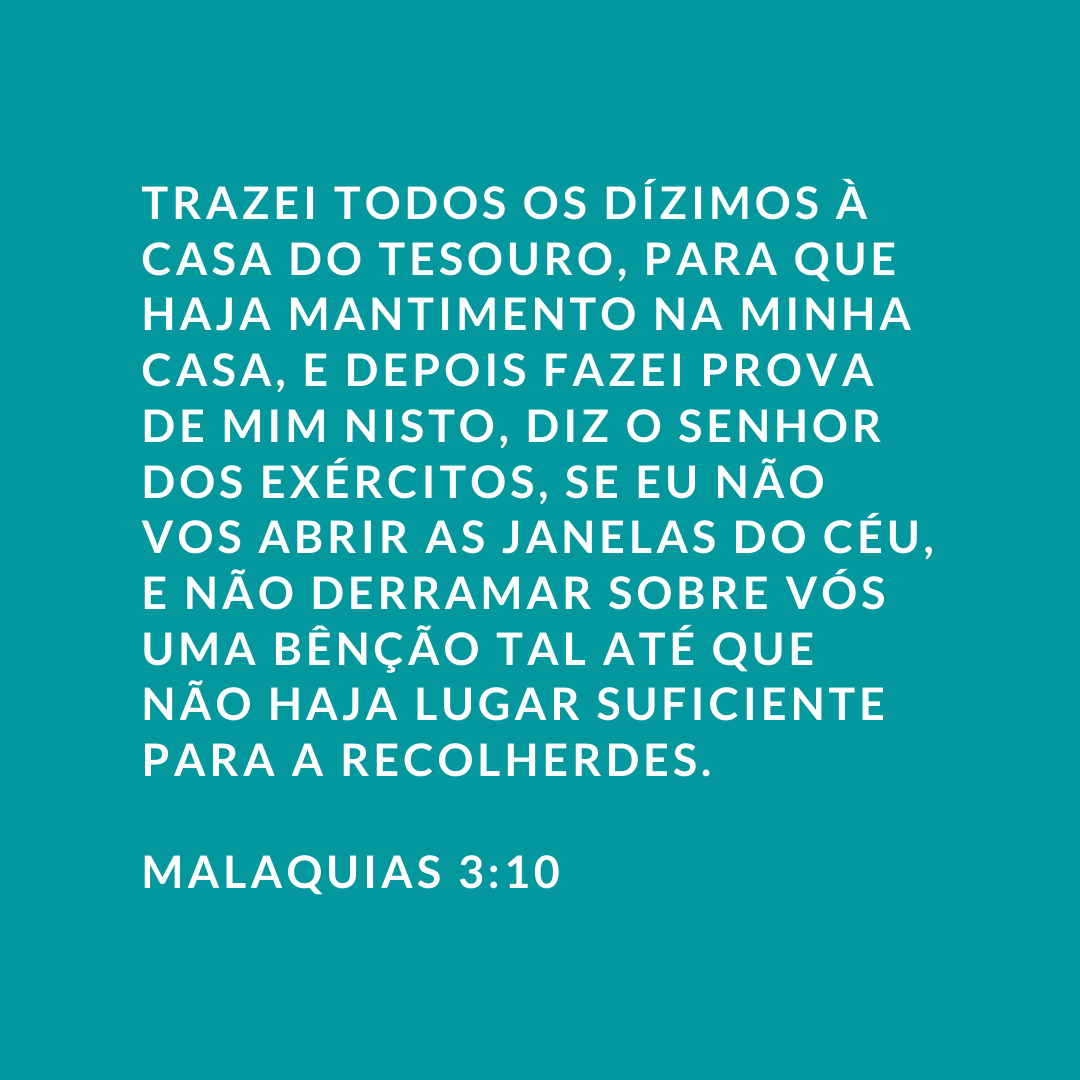 TRAZEI TODOS OS DÍZIMOS À
CASA DO TESOURO, PARA QUE
HAJA MANTIMENTO NA MINHA
CASA, E DEPOIS FAZEI PROVA
DE MIM NISTO, DIZ O SENHOR
DOS EXÉRCITOS, SE EU NÃO
VOS ABRIR AS JANELAS DO CÉU,
E NÃO DERRAMAR SOBRE VÓS
UMA BÊNÇÃO TAL ATÉ QUE
NÃO HAJA LUGAR SUFICIENTE
PARA A RECOLHERDES.
MALAQUIAS 3:10